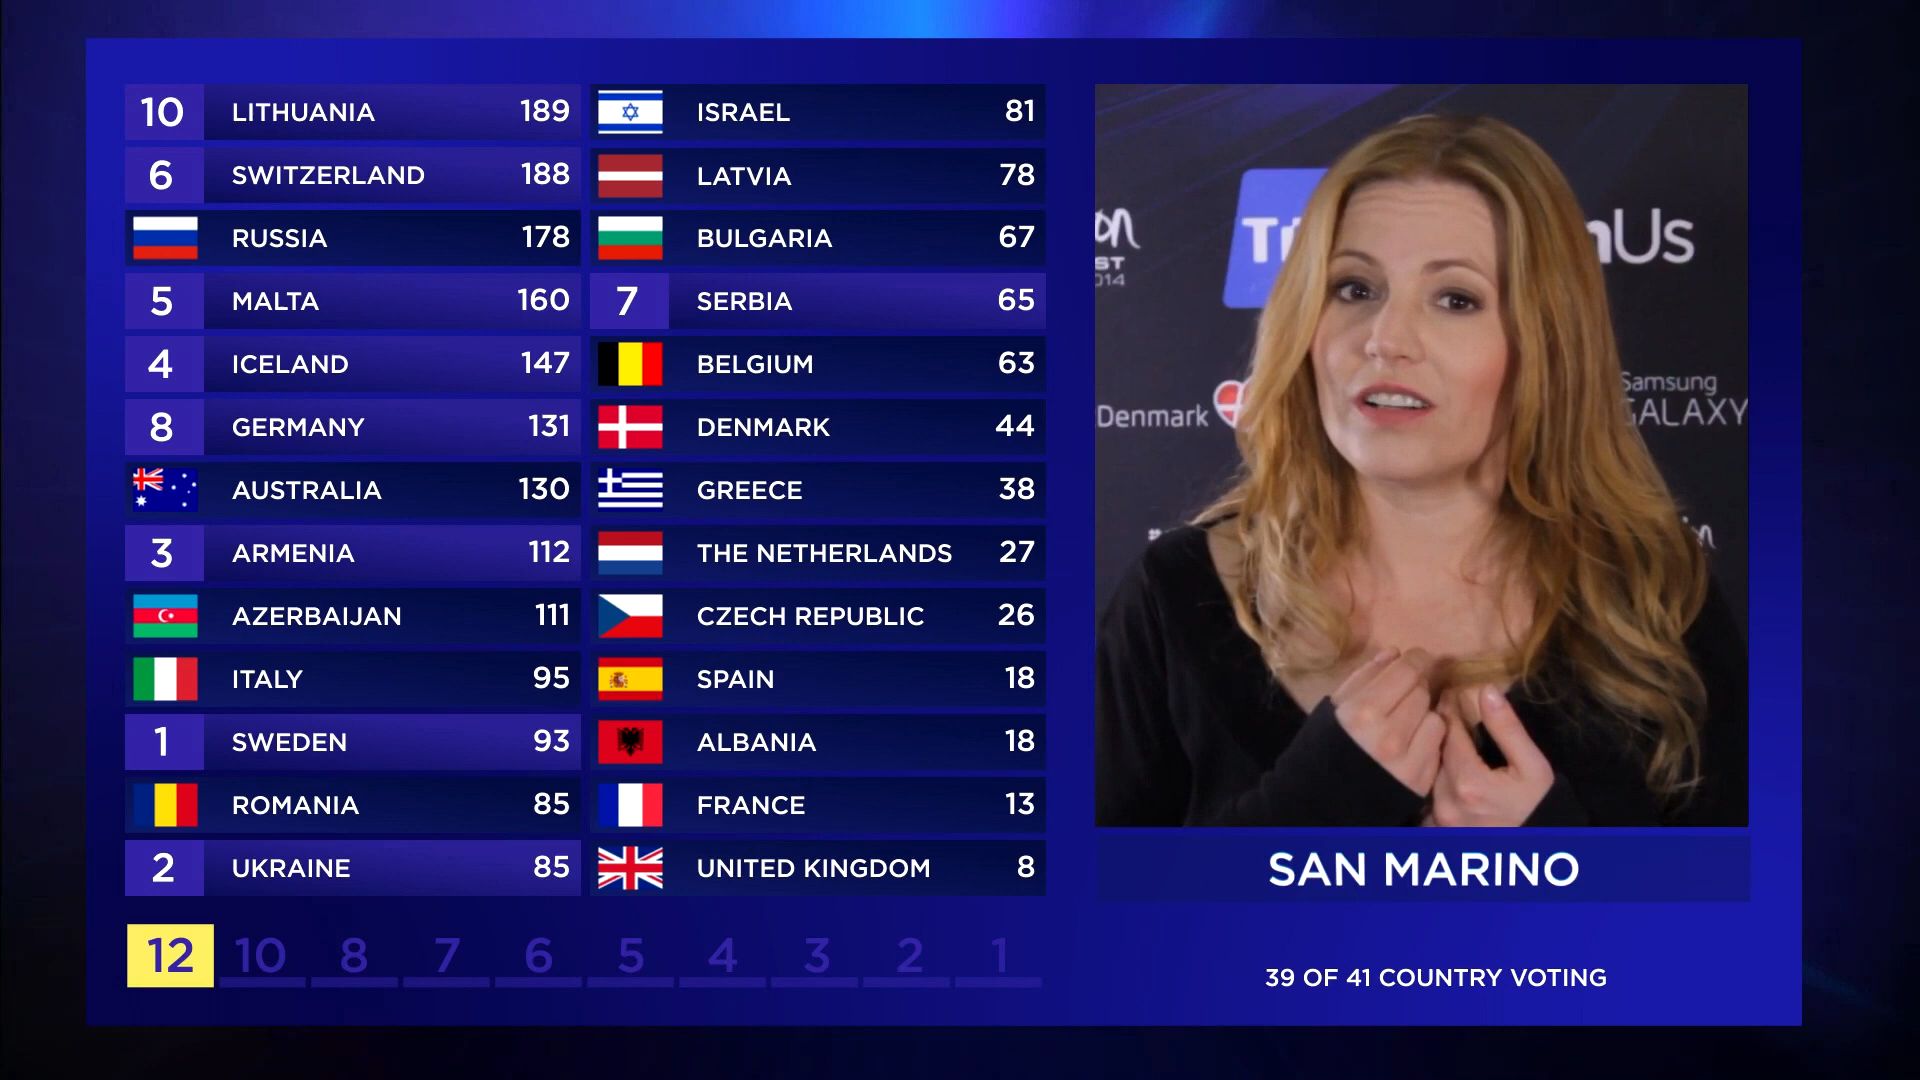 10 LITHUANIA 189
6 SWITZERLAND 188
RUSSIA 178
5 MALTA 160
4 ICELAND 147
8 GERMANY 131
AUSTRALIA 130
3 ARMENIA 112
AZERBAIJAN 111
ITALY 95
1 SWEDEN 93
ROMANIA 85
2 UKRAINE 85
ISRAEL 81
LATVIA 78
BULGARIA 67
7 SERBIA 65
BELGIUM 63
DENMARK 44
GREECE 38
THE NETHERLANDS 27
CZECH REPUBLIC 26
SPAIN 18
ALBANIA 18
FRANCE 13
UNITED KINGDOM 8
12 10 8 7 6 5 4 3 2 1
Denmark
Samsung
GALAXY
SAN MARINO
39 OF 41 COUNTRY VOTING